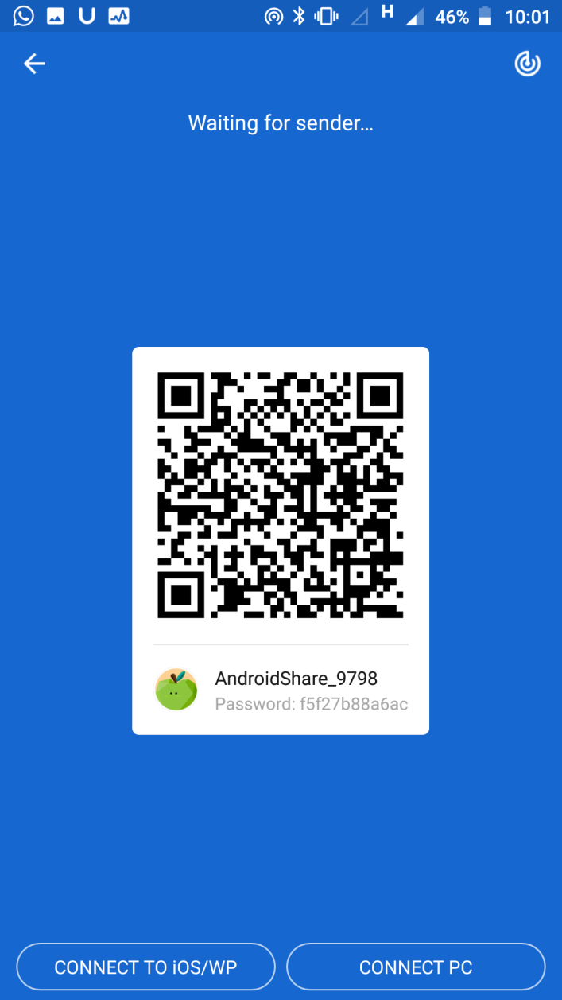 H 46% 10:01
Waiting for sender...
AndroidShare_9798
Password: f5f27b88a6ac
CONNECT TO iOS/WP
CONNECT PC